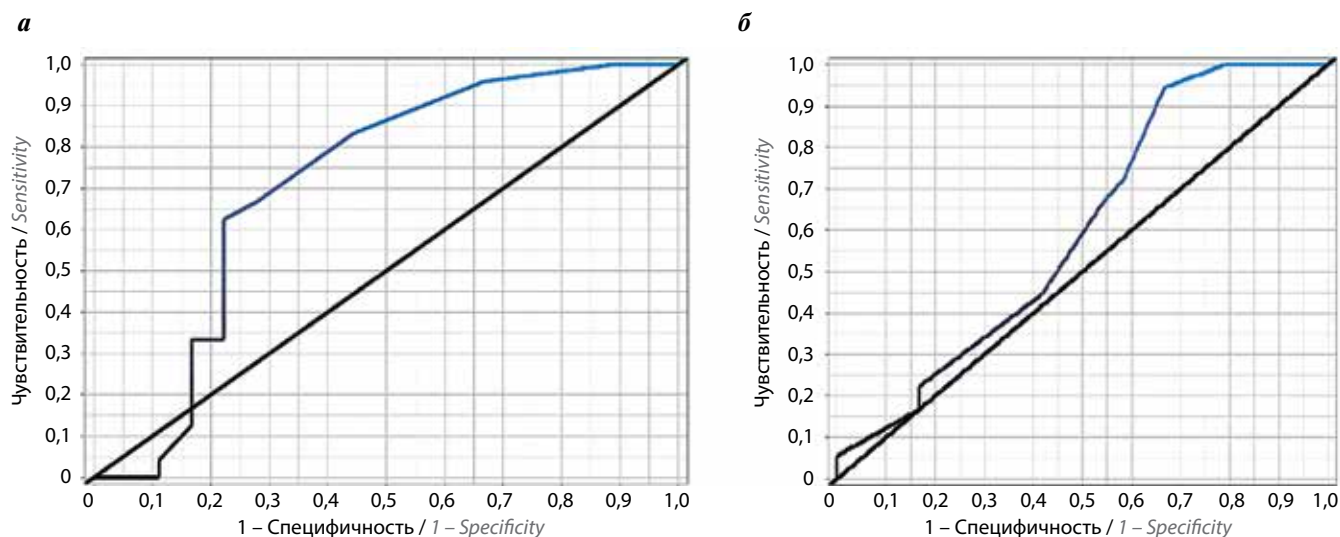 а
Чувствительность / Sensitivity
1,0
0,9
0,8
0,7
0,6
0,5
0,4
0,3
0,2
0,1
0
0 0,1 0,2 0,3 0,4 0,5 0,6 0,7 0,8 0,9 1,0
1 – Специфичность / 1 – Specificity
б
Чувствительность / Sensitivity
1,0
0,9
0,8
0,7
0,6
0,5
0,4
0,3
0,2
0,1
0
0 0,1 0,2 0,3 0,4 0,5 0,6 0,7 0,8 0,9 1,0
1 – Специфичность / 1 – Specificity